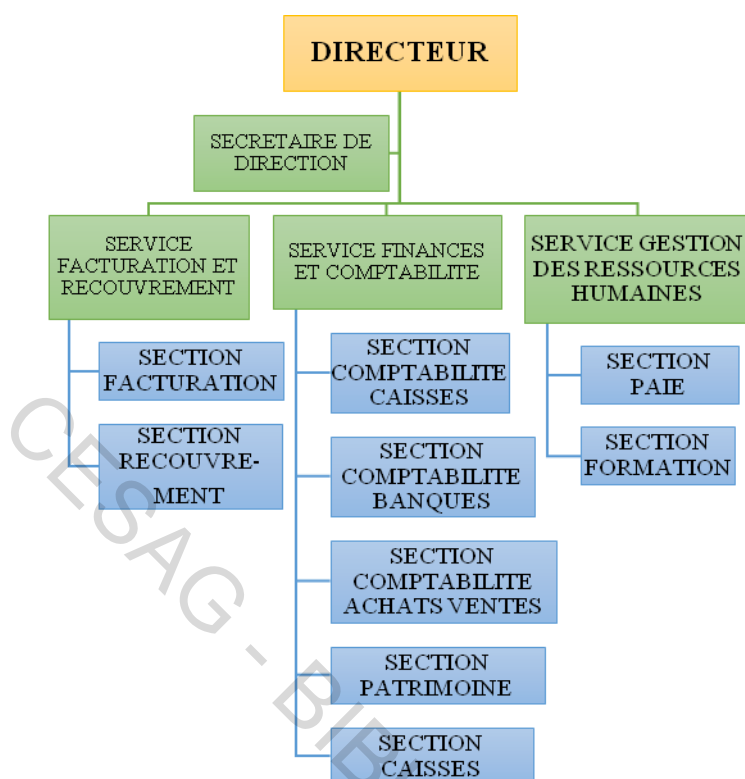 DIRECTEUR
SECRETAIRE DE
DIRECTION
SERVICE
FACTURATION ET
RECOUVREMENT
SERVICE FINANCES
ET COMPTABILITE
SERVICE GESTION
DES RESSOURCES
HUMAINES
SECTION
FACTURATION
SECTION
RECOUVRE-
MENT
SECTION
COMPTABILITE
CAISSES
SECTION
COMPTABILITE
BANQUES
SECTION
COMPTABILITE
ACHATS VENTES
SECTION
PATRIMOINE
SECTION
CAISSES
SECTION
PAIE
SECTION
FORMATION
CESAG - BIB